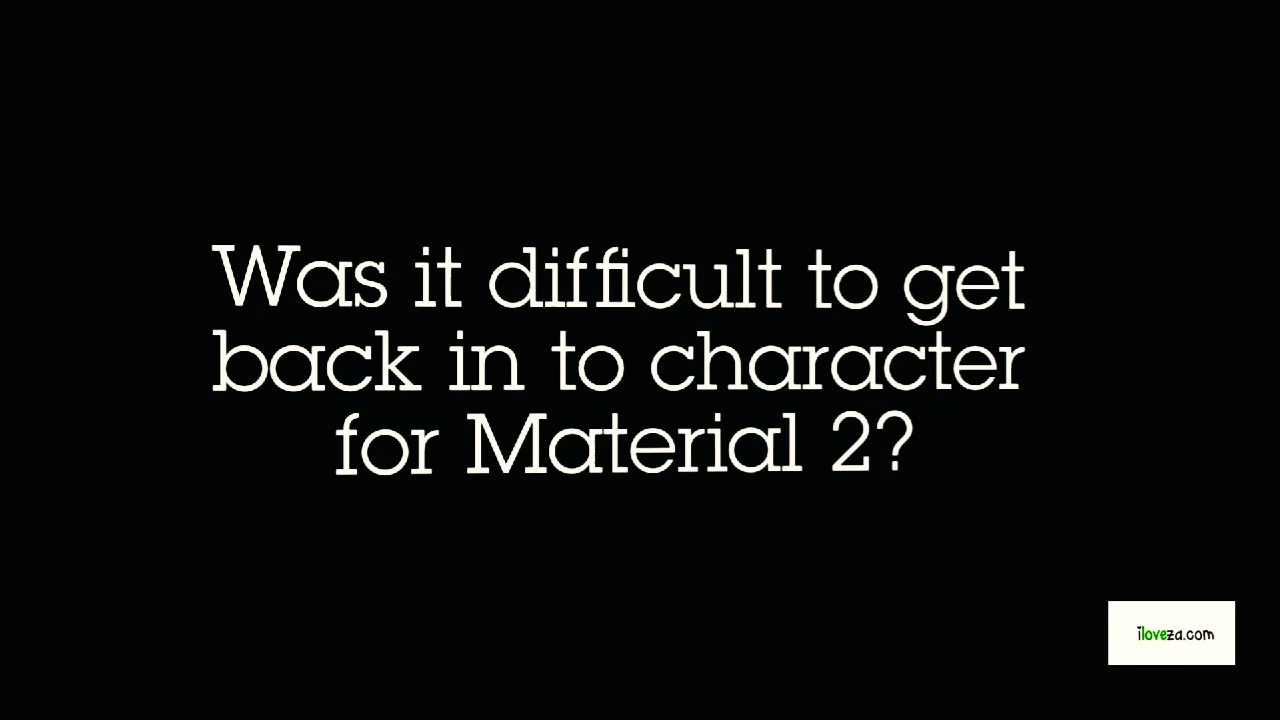 Was it difficult to get
back in to character
for Material 2?
iloveza.com